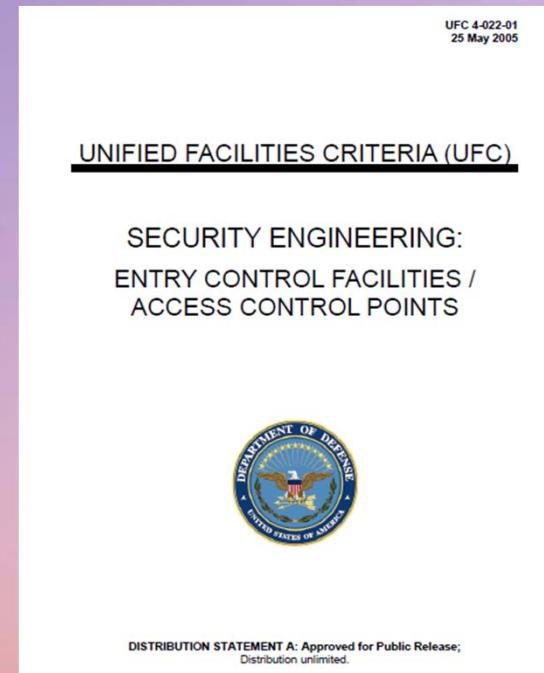 UFC 4-022-01
25 May 2005
UNIFIED FACILITIES CRITERIA (UFC)
SECURITY ENGINEERING:
ENTRY CONTROL FACILITIES /
ACCESS CONTROL POINTS
DEPARTMENT OF DEFENSE
UNITED STATES OF AMERICA
DISTRIBUTION STATEMENT A: Approved for Public Release;
Distribution unlimited.